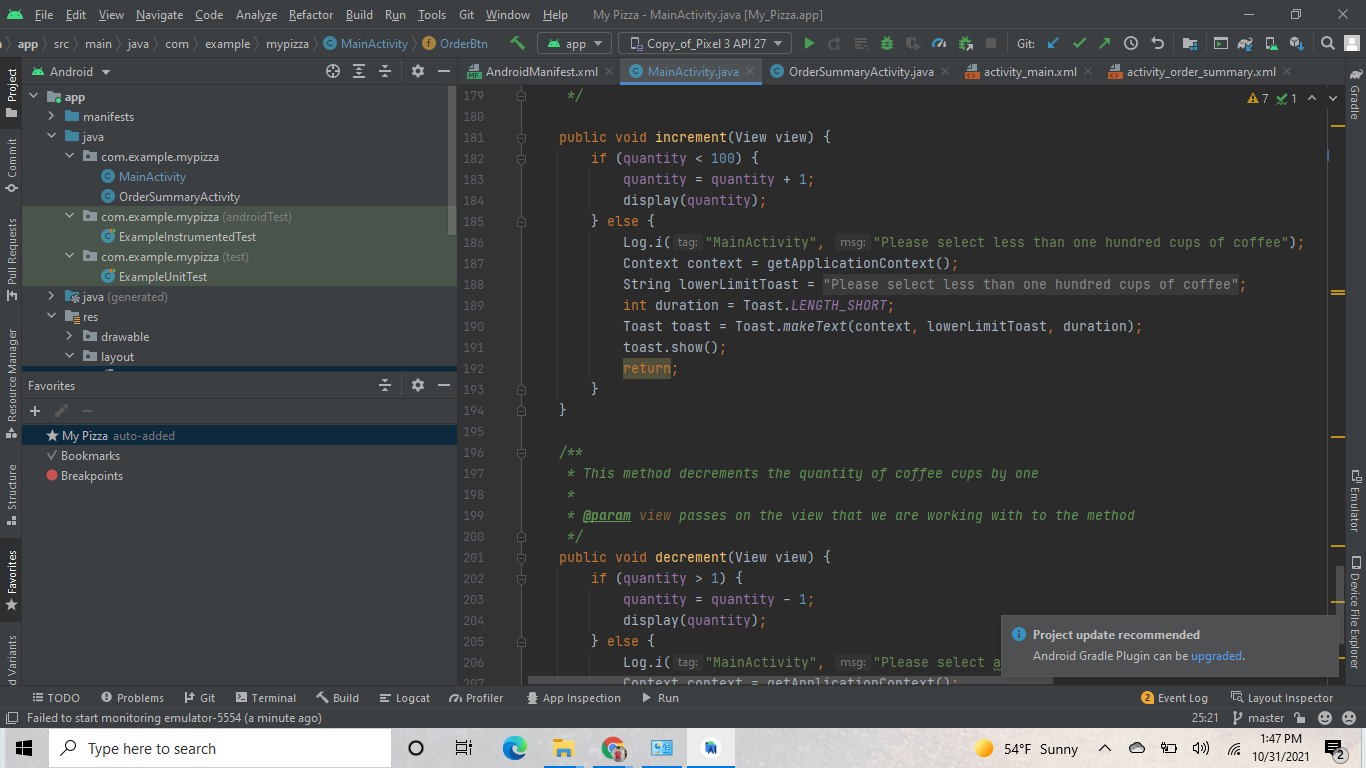 File Edit View Navigate Code Analyze Refactor Build Run Tools Git Window Help My Pizza - MainActivity.java [My_Pizza.app]
app src main java com example mypizza MainActivity OrderBtn app Copy_of_Pixel 3 API 27 Git:
Android
AndroidManifest.xml MainActivity.java OrderSummaryActivity.java activity_main.xml activity_order_summary.xml
Project
Commit
Pull Requests
Resource Manager
Structure
Favorites
d Variants
app
manifests
java
com.example.mypizza
MainActivity
OrderSummaryActivity
com.example.mypizza (androidTest)
ExampleInstrumentedTest
com.example.mypizza (test)
ExampleUnitTest
java (generated)
res
drawable
layout
Favorites
My Pizza auto-added
Bookmarks
Breakpoints
7 1
179 */
180
181 public void increment(View view) {
182 if (quantity < 100) {
183 quantity = quantity + 1;
184 display(quantity);
185 } else {
186 Log.i( tag: "MainActivity", msg: "Please select less than one hundred cups of coffee");
187 Context context = getApplicationContext();
188 String lowerLimitToast = "Please select less than one hundred cups of coffee";
189 int duration = Toast.LENGTH_SHORT;
190 Toast toast = Toast.makeText(context, lowerLimitToast, duration);
191 toast.show();
192 return;
193 }
194 }
195
196 /**
197 * This method decrements the quantity of coffee cups by one
198 *
199 * @param view passes on the view that we are working with to the method
200 */
201 public void decrement(View view) {
202 if (quantity > 1) {
203 quantity = quantity - 1;
204 display(quantity);
205 } else {
206 Log.i( tag: "MainActivity", msg: "Please select a
207 Context context = getApplicationContext();
Project update recommended
Android Gradle Plugin can be upgraded.
Gradle
Emulator
Device File Explorer
TODO Problems Git Terminal Build Logcat Profiler App Inspection Run 2 Event Log Layout Inspector
Failed to start monitoring emulator-5554 (a minute ago) 25:21 master
Type here to search 54°F Sunny 1:47 PM
10/31/2021 2